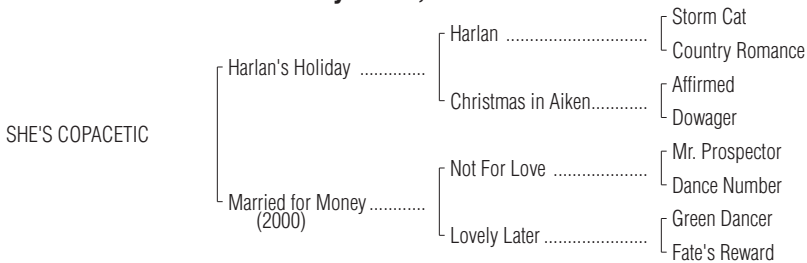 Storm Cat
Harlan ..............................
Country Romance
Harlan's Holiday ..............
Affirmed
Christmas in Aiken............
Dowager
SHE'S COPACETIC
Mr. Prospector
Not For Love ....................
Dance Number
Married for Money............
(2000)
Green Dancer
Lovely Later ......................
Fate's Reward